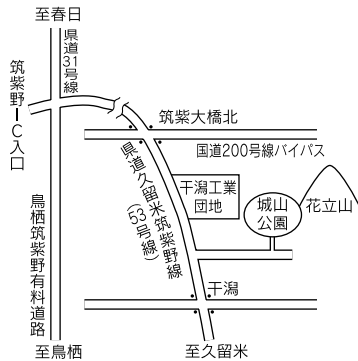 至春日
県道31号線
筑紫野IC入口
筑紫大橋北
国道200号線バイパス
県道久留米筑紫野線
(53号線)
干潟工業
団地
城山
公園
花立山
鳥栖筑紫野有料道路
干潟
至鳥栖
至久留米